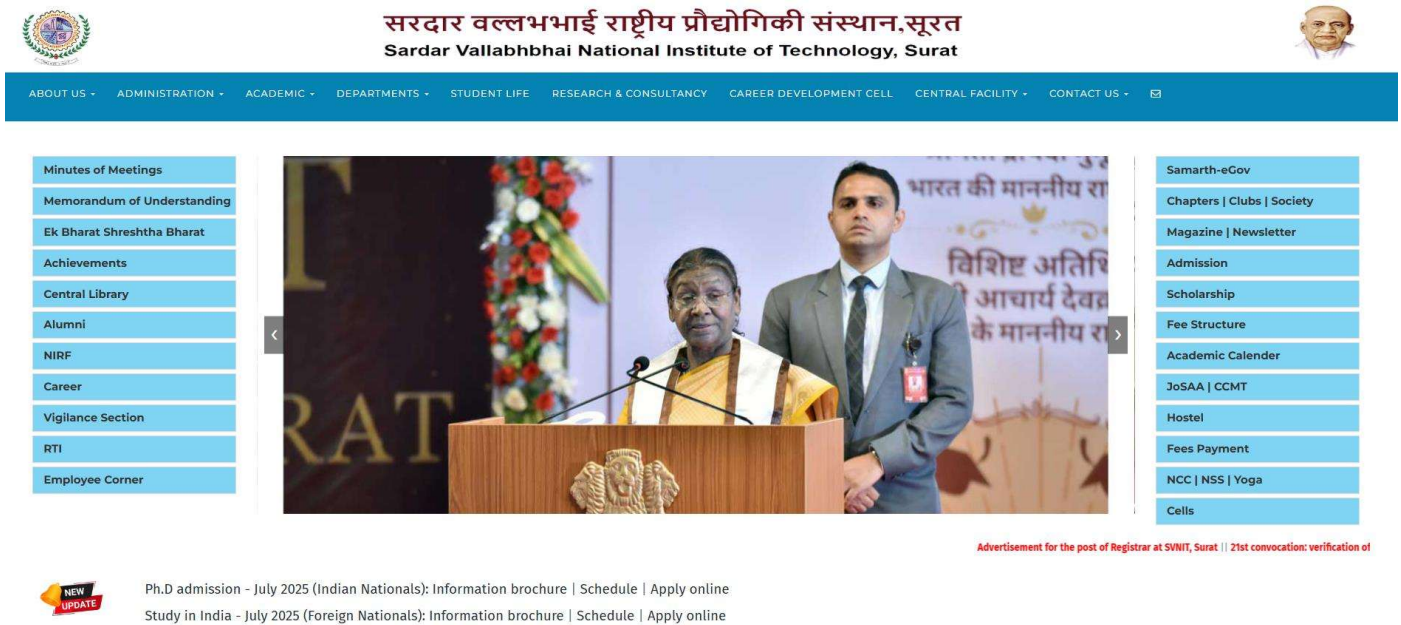 सरदार वल्लभभाई राष्ट्रीय प्रौद्योगिकी संस्थान,सूरत
Sardar Vallabhbhai National Institute of Technology, Surat
ABOUT US ADMINISTRATION ACADEMIC DEPARTMENTS STUDENT LIFE RESEARCH & CONSULTANCY CAREER DEVELOPMENT CELL CENTRAL FACILITY CONTACT US
Minutes of Meetings
Memorandum of Understanding
Ek Bharat Shreshtha Bharat
Achievements
Central Library
Alumni
NIRF
Career
Vigilance Section
RTI
Employee Corner
RAT
भारत की माननीय रा
विशिष्ट अतिथि
आचार्य देवव्र
के माननीय रा
Samarth-eGov
Chapters | Clubs | Society
Magazine | Newsletter
Admission
Scholarship
Fee Structure
Academic Calender
JoSAA | CCMT
Hostel
Fees Payment
NCC | NSS | Yoga
Cells
Advertisement for the post of Registrar at SVNIT, Surat || 21st convocation: verification of
NEW
UPDATE
Ph.D admission - July 2025 (Indian Nationals): Information brochure | Schedule | Apply online
Study in India - July 2025 (Foreign Nationals): Information brochure | Schedule | Apply online